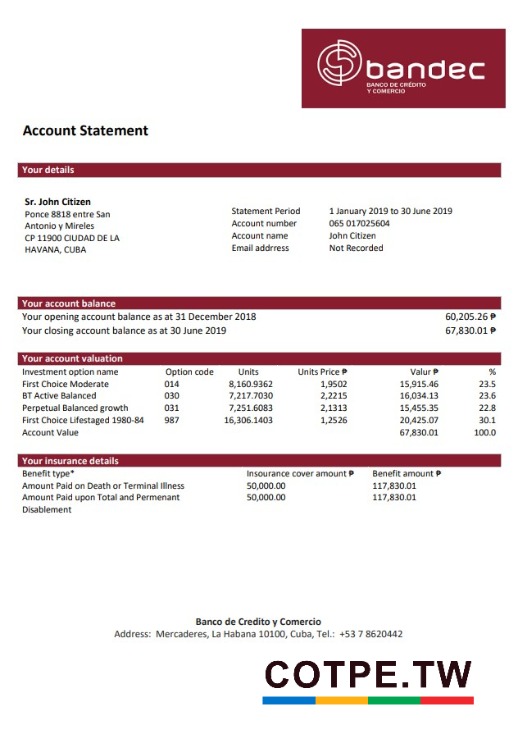 bandec
BANCO DE CRÉDITO
Y COMERCIO
Account Statement
Your details
Sr. John Citizen
Ponce 8818 entre San
Antonio y Mireles
CP 11900 CIUDAD DE LA
HAVANA, CUBA
Statement Period 1 January 2019 to 30 June 2019
Account number 065 017025604
Account name John Citizen
Email addrress Not Recorded
Your account balance
Your opening account balance as at 31 December 2018 60,205.26 ₱
Your closing account balance as at 30 June 2019 67,830.01 ₱
Your account valuation
Investment option name Option code Units Units Price ₱ Valur ₱ %
First Choice Moderate 014 8,160.9362 1,9502 15,915.46 23.5
BT Active Balanced 030 7,217.7030 2,2215 16,034.13 23.6
Perpetual Balanced growth 031 7,251.6083 2,1313 15,455.35 22.8
First Choice Lifestaged 1980-84 987 16,306.1403 1,2526 20,425.07 30.1
Account Value 67,830.01 100.0
Your insurance details
Benefit type* Insourance cover amount ₱ Benefit amount ₱
Amount Paid on Death or Terminal Illness 50,000.00 117,830.01
Amount Paid upon Total and Permenant 50,000.00 117,830.01
Disablement
Banco de Credito y Comercio
Address: Mercaderes, La Habana 10100, Cuba, Tel.: +53 7 8620442
COTPE.TW